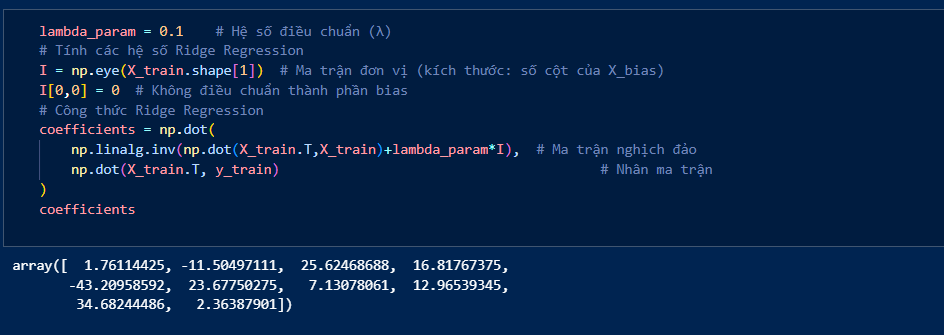 lambda_param = 0.1    # Hệ số điều chuẩn (λ)
# Tính các hệ số Ridge Regression
I = np.eye(X_train.shape[1])  # Ma trận đơn vị (kích thước: số cột của X_bias)
I[0,0] = 0  # Không điều chuẩn thành phần bias
# Công thức Ridge Regression
coefficients = np.dot(
    np.linalg.inv(np.dot(X_train.T,X_train)+lambda_param*I),  # Ma trận nghịch đảo
    np.dot(X_train.T, y_train)                                        # Nhân ma trận
)
coefficients
array([  1.76114425, -11.50497111,  25.62468688,  16.81767375,
       -43.20958592,  23.67750275,   7.13078061,  12.96539345,
        34.68244486,   2.36387901])